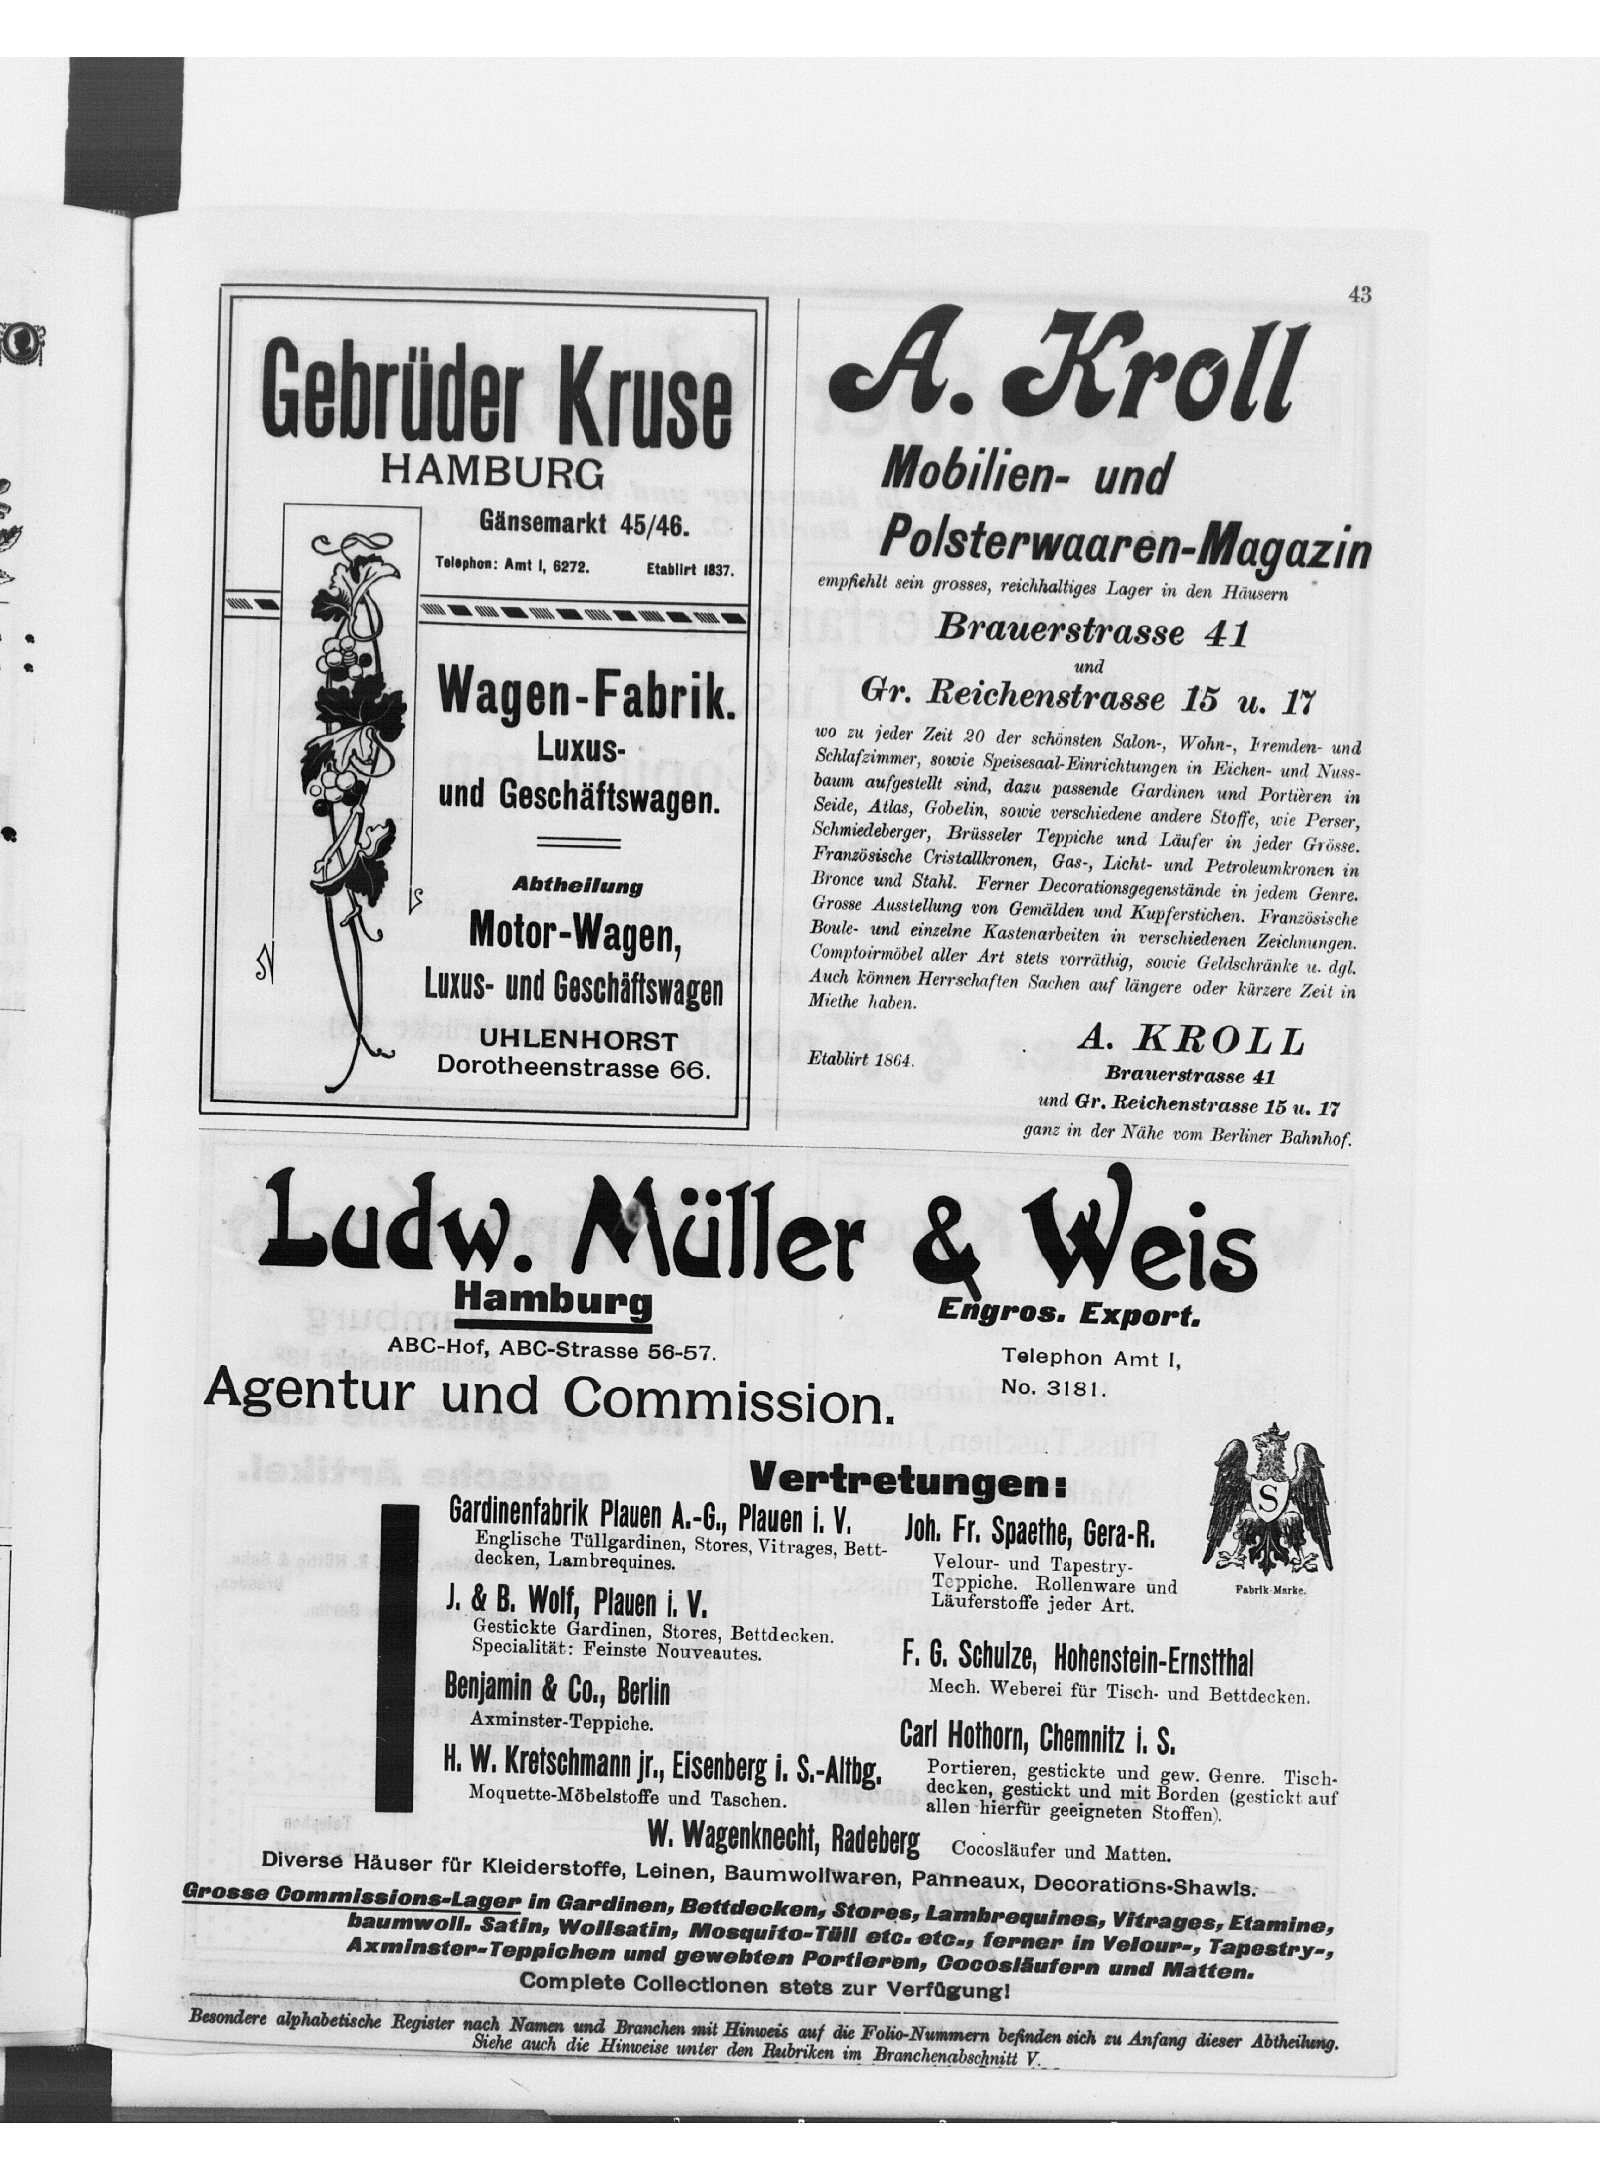 43
Gebrüder Kruse
HAMBURG
Gänsemarkt 45/46.
Telephon: Amt I, 6272. Etablirt 1837.
Wagen-Fabrik.
Luxus-
und Geschäftswagen.
Abtheilung
Motor-Wagen,
Luxus- und Geschäftswagen
UHLENHORST
Dorotheenstrasse 66.
A. Kroll
Mobilien- und
Polsterwaaren-Magazin
empfiehlt sein grosses, reichhaltiges Lager in den Häusern
Brauerstrasse 41
und
Gr. Reichenstrasse 15 u. 17
wo zu jeder Zeit 20 der schönsten Salon-, Wohn-, Fremden- und
Schlafzimmer, sowie Speisesaal-Einrichtungen in Eichen- und Nuss-
baum aufgestellt sind, dazu passende Gardinen und Portièren in
Seide, Atlas, Gobelin, sowie verschiedene andere Stoffe, wie Perser,
Schmiedeberger, Brüsseler Teppiche und Läufer in jeder Grösse.
Französische Cristallkronen, Gas-, Licht- und Petroleumkronen in
Bronce und Stahl. Ferner Decorationsgegenstände in jedem Genre.
Grosse Ausstellung von Gemälden und Kupferstichen. Französische
Boule- und einzelne Kastenarbeiten in verschiedenen Zeichnungen.
Comptoirmöbel aller Art stets vorräthig, sowie Geldschränke u. dgl.
Auch können Herrschaften Sachen auf längere oder kürzere Zeit in
Miethe haben.
A. KROLL
Etablirt 1864.
Brauerstrasse 41
und Gr. Reichenstrasse 15 u. 17
ganz in der Nähe vom Berliner Bahnhof.
Ludw. Müller & Weis
Hamburg
Engros. Export.
ABC-Hof, ABC-Strasse 56-57.
Telephon Amt I,
No. 3181.
Agentur und Commission.
Vertretungen:
Gardinenfabrik Plauen A.-G., Plauen i. V.
Englische Tüllgardinen, Stores, Vitrages, Bett-
decken, Lambrequines.
J. & B. Wolf, Plauen i. V.
Gestickte Gardinen, Stores, Bettdecken.
Specialität: Feinste Nouveautes.
Benjamin & Co., Berlin
Axminster-Teppiche.
H. W. Kretschmann jr., Eisenberg i. S.-Altbg.
Moquette-Möbelstoffe und Taschen.
Joh. Fr. Spaethe, Gera-R.
Velour- und Tapestry-
Teppiche. Rollenware und
Läuferstoffe jeder Art.
S
Fabrik-Marke.
F. G. Schulze, Hohenstein-Ernstthal
Mech. Weberei für Tisch- und Bettdecken.
Carl Hothorn, Chemnitz i. S.
Portieren, gestickte und gew. Genre. Tisch-
decken, gestickt und mit Borden (gestickt auf
allen hierfür geeigneten Stoffen).
W. Wagenknecht, Radeberg Cocosläufer und Matten.
Diverse Häuser für Kleiderstoffe, Leinen, Baumwollwaren, Panneaux, Decorations-Shawls.
Grosse Commissions-Lager in Gardinen, Bettdecken, Stores, Lambrequines, Vitrages, Etamine,
baumwoll. Satin, Wollsatin, Mosquito-Tüll etc. etc., ferner in Velour-, Tapestry-,
Axminster-Teppichen und gewebten Portieren, Cocosläufern und Matten.
Complete Collectionen stets zur Verfügung!
Besondere alphabetische Register nach Namen und Branchen mit Hinweis auf die Folio-Nummern befinden sich zu Anfang dieser Abtheilung.
Siehe auch die Hinweise unter den Rubriken im Branchenabschnitt V.